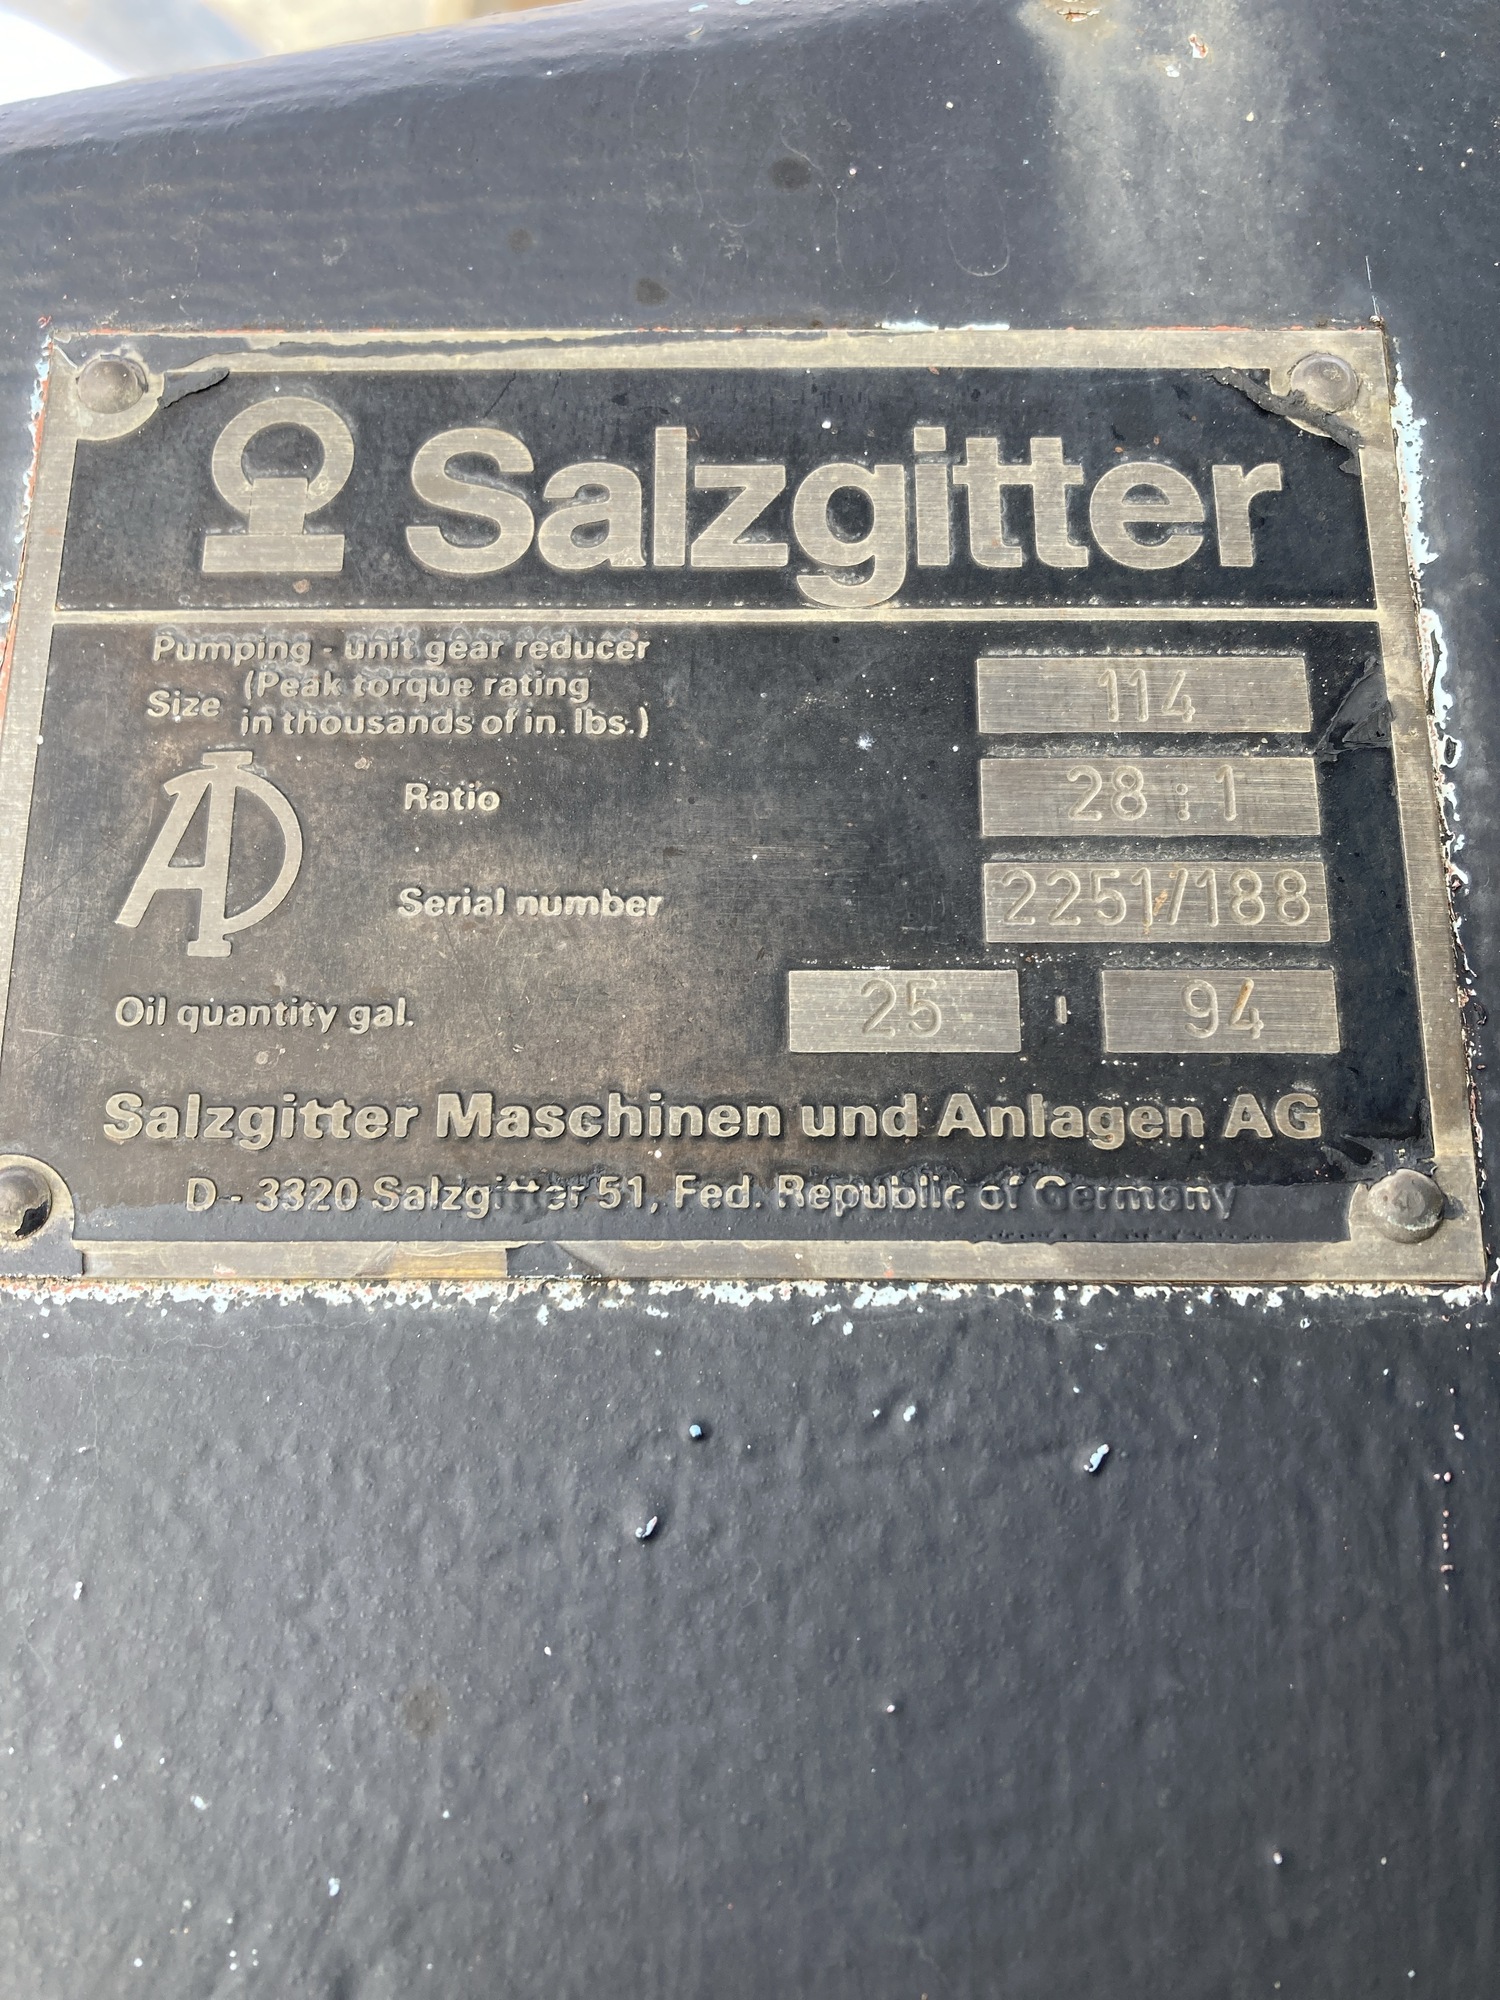 Salzgitter
Pumping - unit gear reducer
Size (Peak torque rating
in thousands of in. lbs.) 114
Ratio 28 : 1
Serial number 2251/188
Oil quantity gal. 25 l 94
Salzgitter Maschinen und Anlagen AG
D - 3320 Salzgitter 51, Fed. Republic of Germany